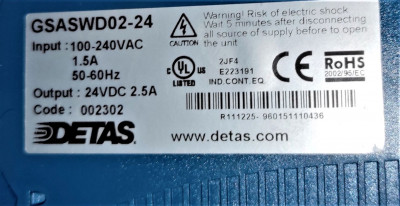 GSASWD02-24
Input : 100-240VAC
1.5A
50-60Hz
Output : 24VDC 2.5A
Code : 002302
DETAS
Warning! Risk of electric shock
Wait 5 minutes after disconnecting
all source of supply before to open
the unit.
C UL US
LISTED
2JF4
E223191
IND.CONT.EQ.
CE
RoHS
2002/95/EC
www.detas.com
R111225- 960151110436